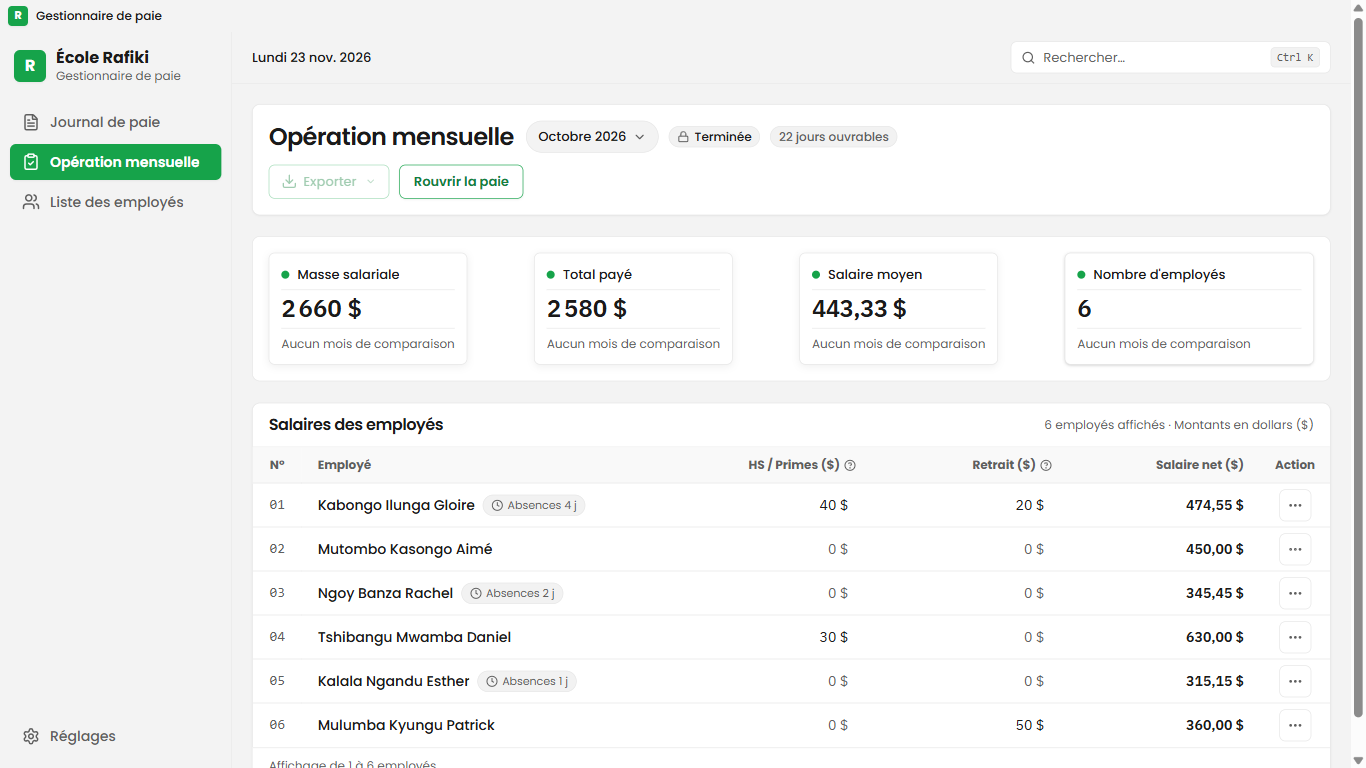 R Gestionnaire de paie
R École Rafiki
Gestionnaire de paie
Journal de paie
Opération mensuelle
Liste des employés
Réglages
Lundi 23 nov. 2026
Rechercher… Ctrl K
Opération mensuelle Octobre 2026 Terminée 22 jours ouvrables
Exporter Rouvrir la paie
Masse salariale
2 660 $
Aucun mois de comparaison
Total payé
2 580 $
Aucun mois de comparaison
Salaire moyen
443,33 $
Aucun mois de comparaison
Nombre d'employés
6
Aucun mois de comparaison
Salaires des employés 6 employés affichés · Montants en dollars ($)
N° Employé HS / Primes ($) Retrait ($) Salaire net ($) Action
01 Kabongo Ilunga Gloire Absences 4 j 40 $ 20 $ 474,55 $
02 Mutombo Kasongo Aimé 0 $ 0 $ 450,00 $
03 Ngoy Banza Rachel Absences 2 j 0 $ 0 $ 345,45 $
04 Tshibangu Mwamba Daniel 30 $ 0 $ 630,00 $
05 Kalala Ngandu Esther Absences 1 j 0 $ 0 $ 315,15 $
06 Mulumba Kyungu Patrick 0 $ 50 $ 360,00 $
Affichage de 1 à 6 employés